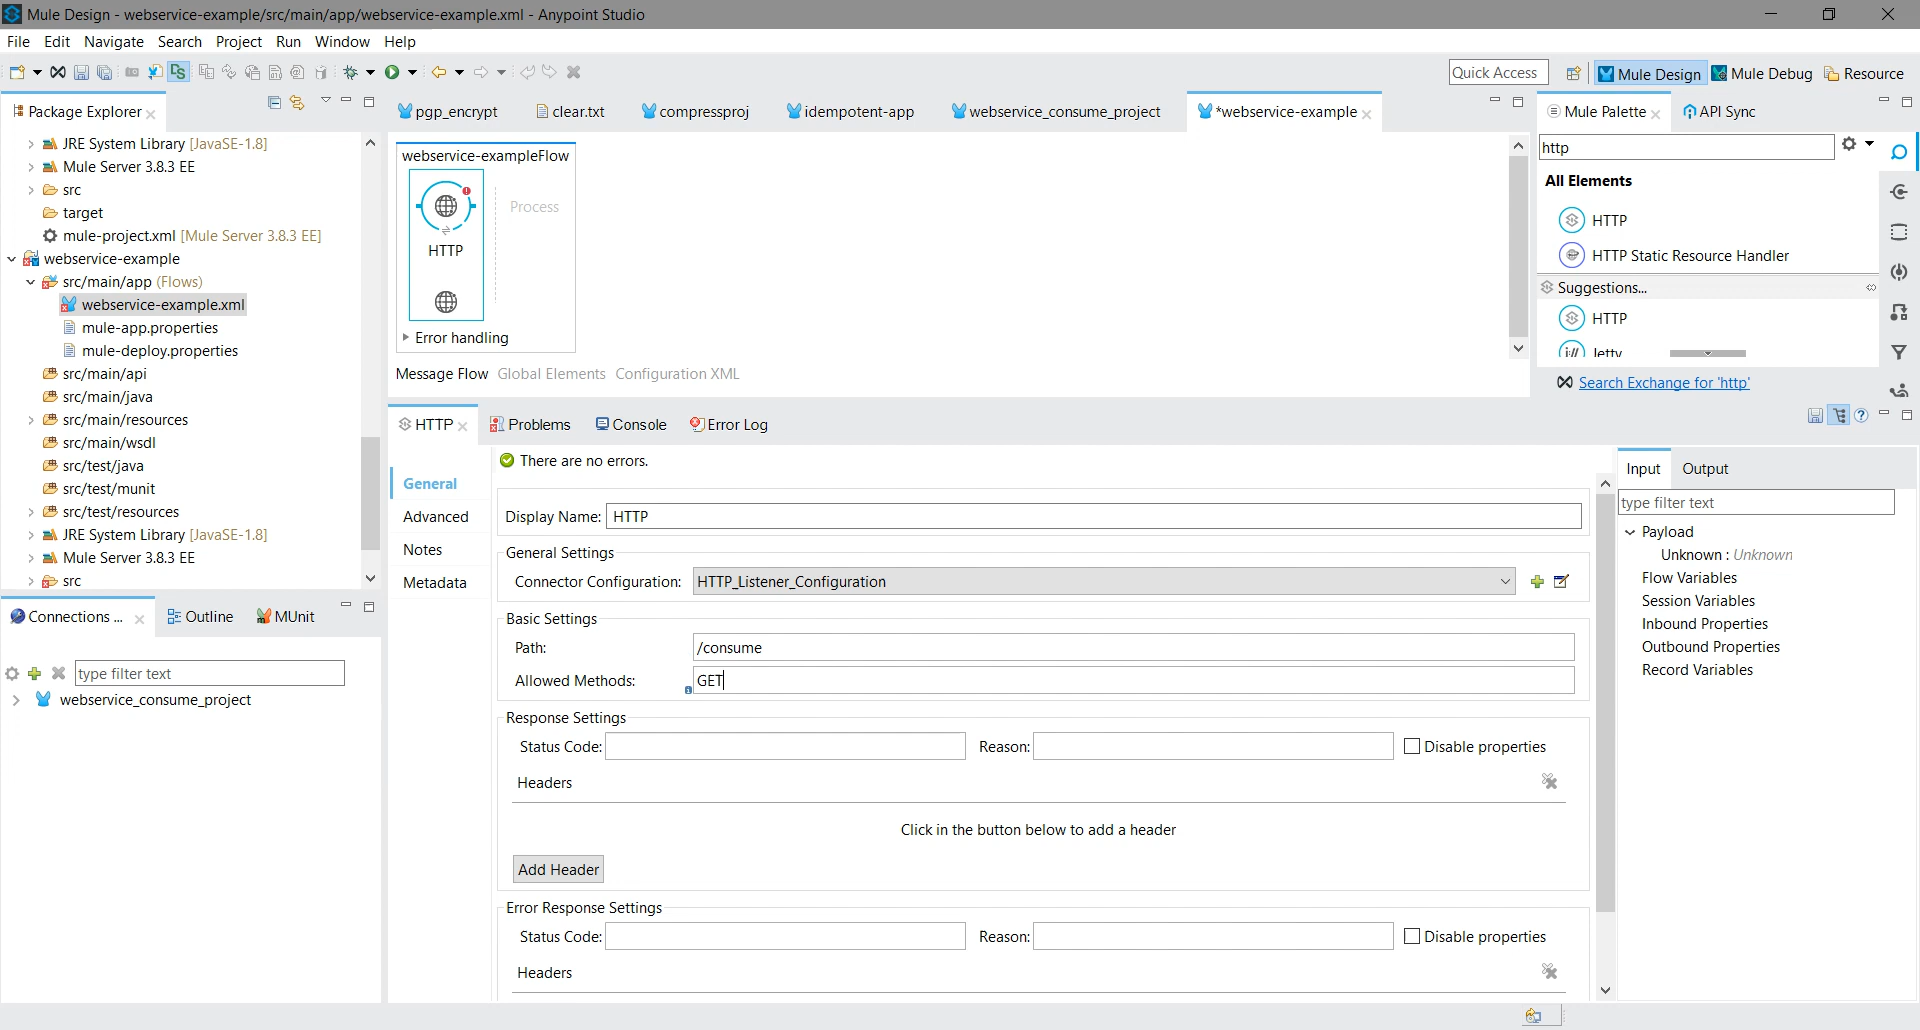 Mule Design - webservice-example/src/main/app/webservice-example.xml - Anypoint Studio
File Edit Navigate Search Project Run Window Help
Quick Access
Mule Design
Mule Debug
Resource
Package Explorer
JRE System Library [JavaSE-1.8]
Mule Server 3.8.3 EE
src
target
mule-project.xml [Mule Server 3.8.3 EE]
webservice-example
src/main/app (Flows)
webservice-example.xml
mule-app.properties
mule-deploy.properties
src/main/api
src/main/java
src/main/resources
src/main/wsdl
src/test/java
src/test/munit
src/test/resources
JRE System Library [JavaSE-1.8]
Mule Server 3.8.3 EE
src
Connections ...
Outline
MUnit
type filter text
webservice_consume_project
pgp_encrypt
clear.txt
compressproj
idempotent-app
webservice_consume_project
*webservice-example
webservice-exampleFlow
HTTP
Process
Error handling
Message Flow Global Elements Configuration XML
Mule Palette
API Sync
http
All Elements
HTTP
HTTP Static Resource Handler
Suggestions...
HTTP
Jetty
Search Exchange for 'http'
HTTP
Problems
Console
Error Log
There are no errors.
General
Advanced
Notes
Metadata
Display Name: HTTP
General Settings
Connector Configuration: HTTP_Listener_Configuration
Basic Settings
Path: /consume
Allowed Methods: GET
Response Settings
Status Code: Reason: Disable properties
Headers
Click in the button below to add a header
Add Header
Error Response Settings
Status Code: Reason: Disable properties
Headers
Input Output
type filter text
Payload
Unknown : Unknown
Flow Variables
Session Variables
Inbound Properties
Outbound Properties
Record Variables